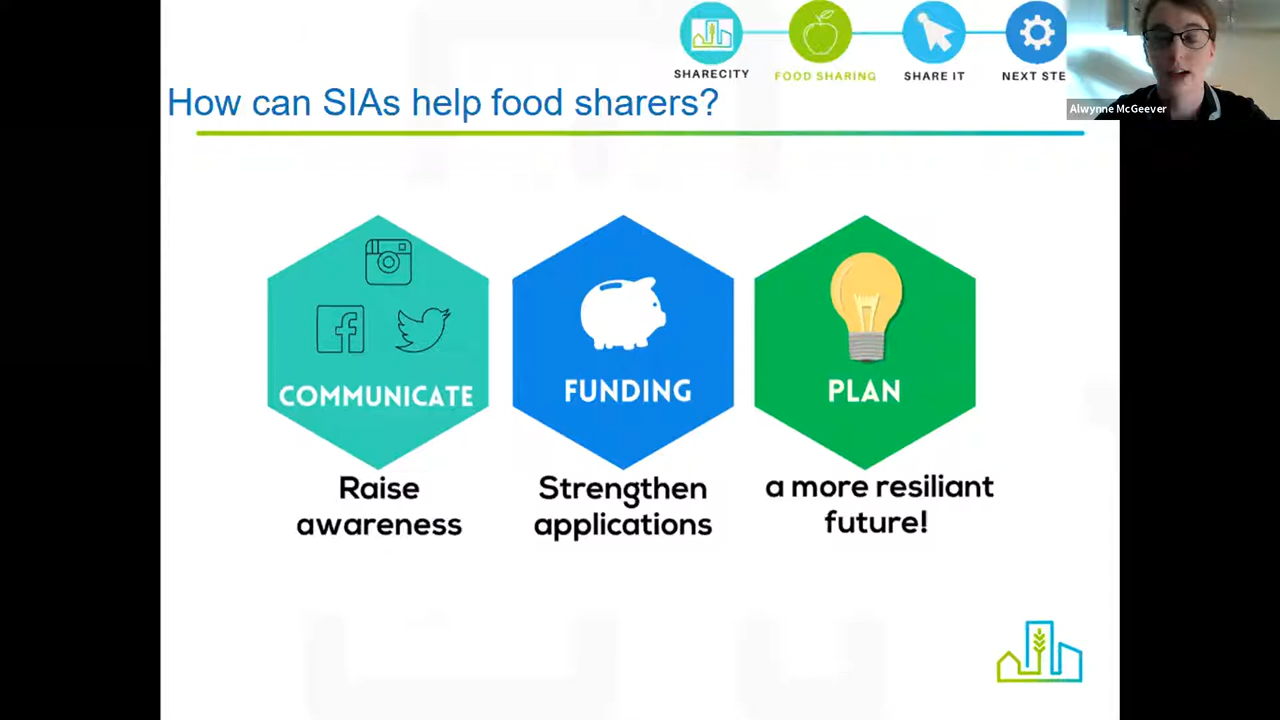 SHARECITY
FOOD SHARING
SHARE IT
NEXT STE
Alwynne McGeever
How can SIAs help food sharers?
COMMUNICATE
FUNDING
PLAN
Raise
awareness
Strengthen
applications
a more resiliant
future!